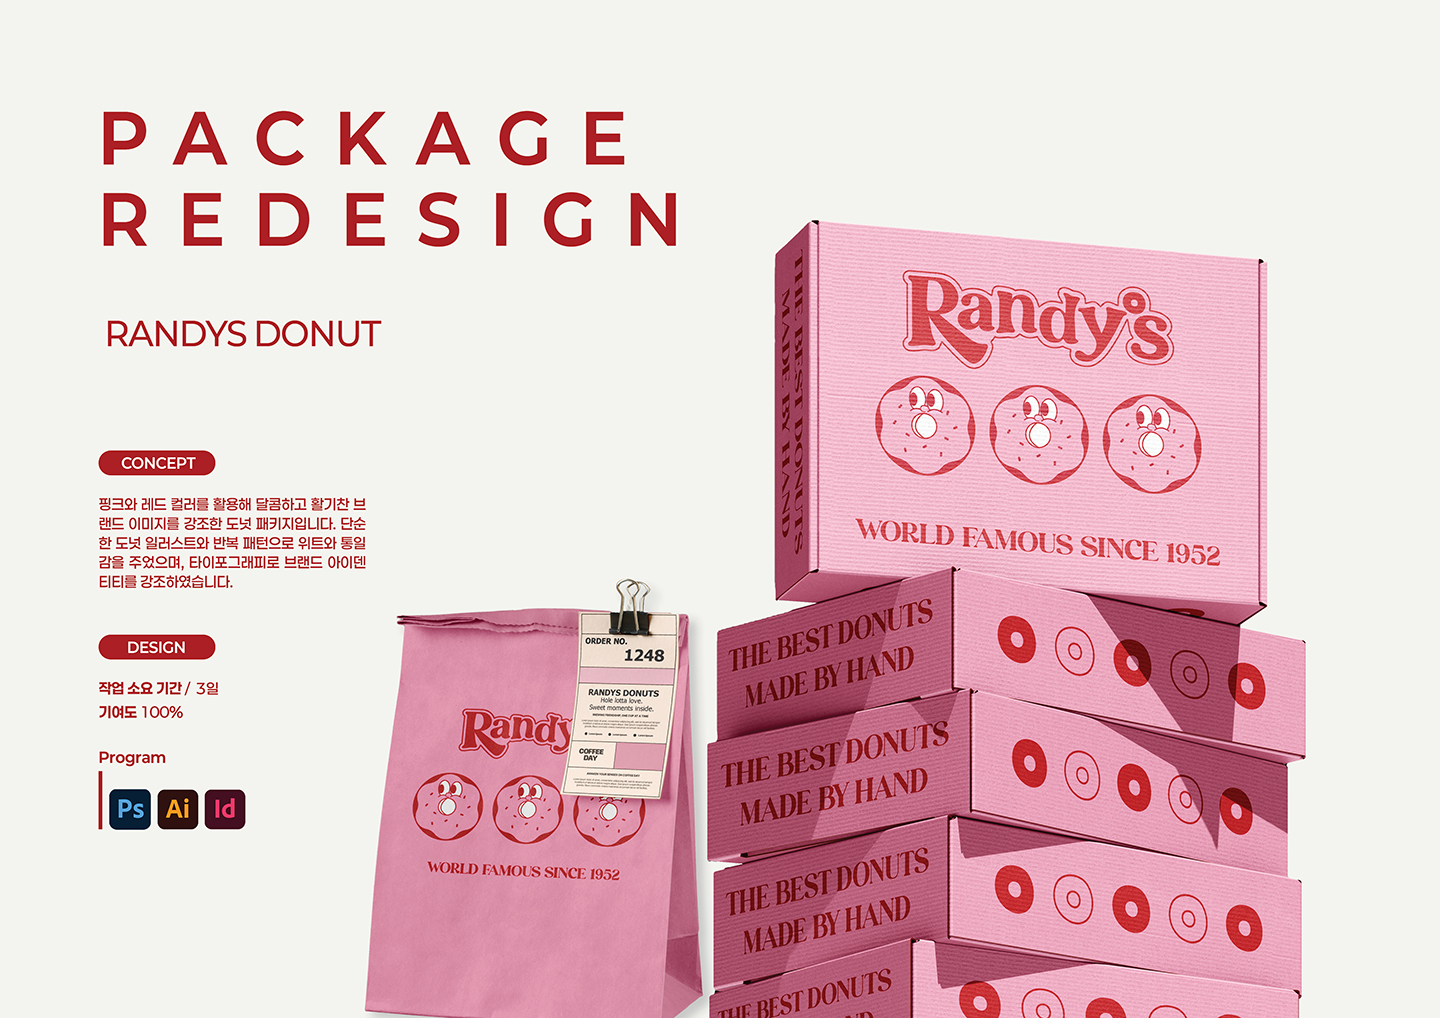 PACKAGE
REDESIGN
RANDYS DONUT
CONCEPT
핑크와 레드 컬러를 활용해 달콤하고 활기찬 브
랜드 이미지를 강조한 도넛 패키지입니다. 단순
한 도넛 일러스트와 반복 패턴으로 위트와 통일
감을 주었으며, 타이포그래피로 브랜드 아이덴
티티를 강조하였습니다.
DESIGN
작업 소요 기간 / 3일
기여도 100%
Program
Ps Ai Id
Randy
ORDER NO.
1248
RANDYS DONUTS
Hole lotta love.
Sweet moments inside.
COFFEE
DAY
WORLD FAMOUS SINCE 1952
THE BEST DONUTS
MADE BY HAND
Randy's
WORLD FAMOUS SINCE 1952
THE BEST DONUTS
MADE BY HAND
THE BEST DONUTS
MADE BY HAND
THE BEST DONUTS
MADE BY HAND
THE BEST DONUTS